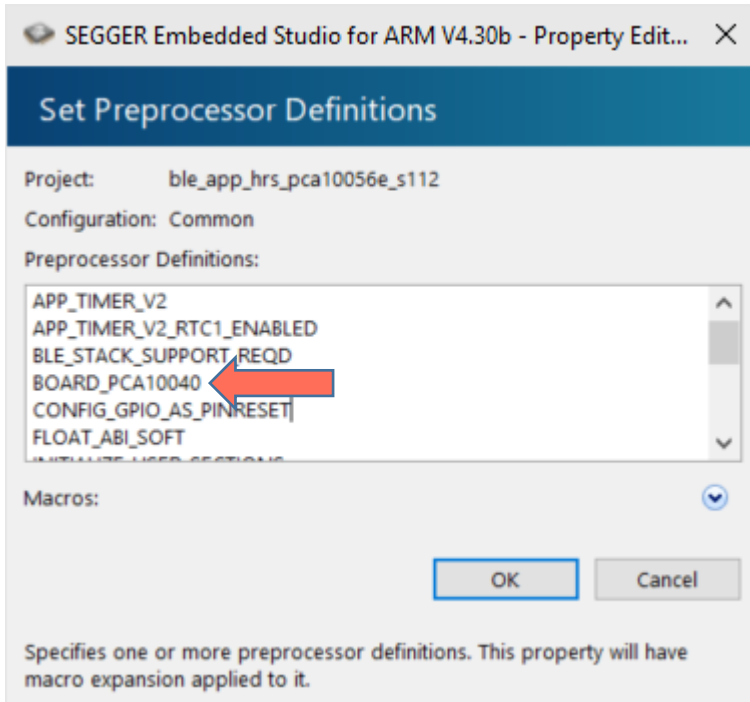 SEGGER Embedded Studio for ARM V4.30b - Property Edit...
Set Preprocessor Definitions
Project: ble_app_hrs_pca10056e_s112
Configuration: Common
Preprocessor Definitions:
APP_TIMER_V2
APP_TIMER_V2_RTC1_ENABLED
BLE_STACK_SUPPORT_REQD
BOARD_PCA10040
CONFIG_GPIO_AS_PINRESET
FLOAT_ABI_SOFT
INITIALIZE_USER_SECTIONS
Macros:
OK Cancel
Specifies one or more preprocessor definitions. This property will have
macro expansion applied to it.